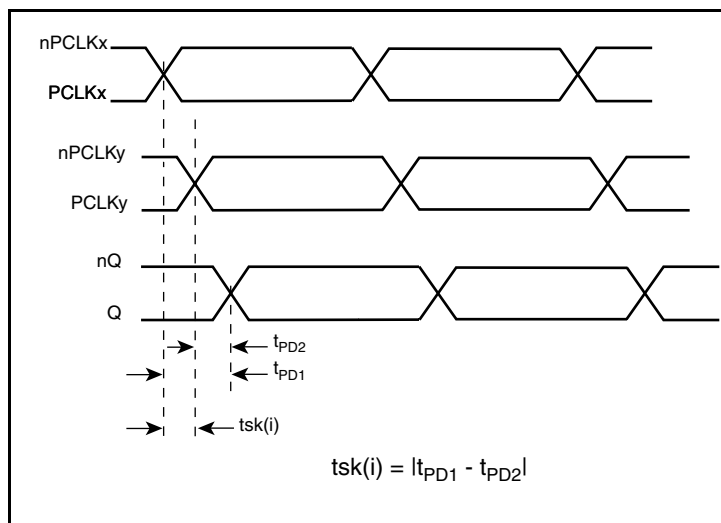 nPCLKx
PCLKx
nPCLKy
PCLKy
nQ
Q
tPD2
tPD1
tsk(i)
tsk(i) = |tPD1 - tPD2|